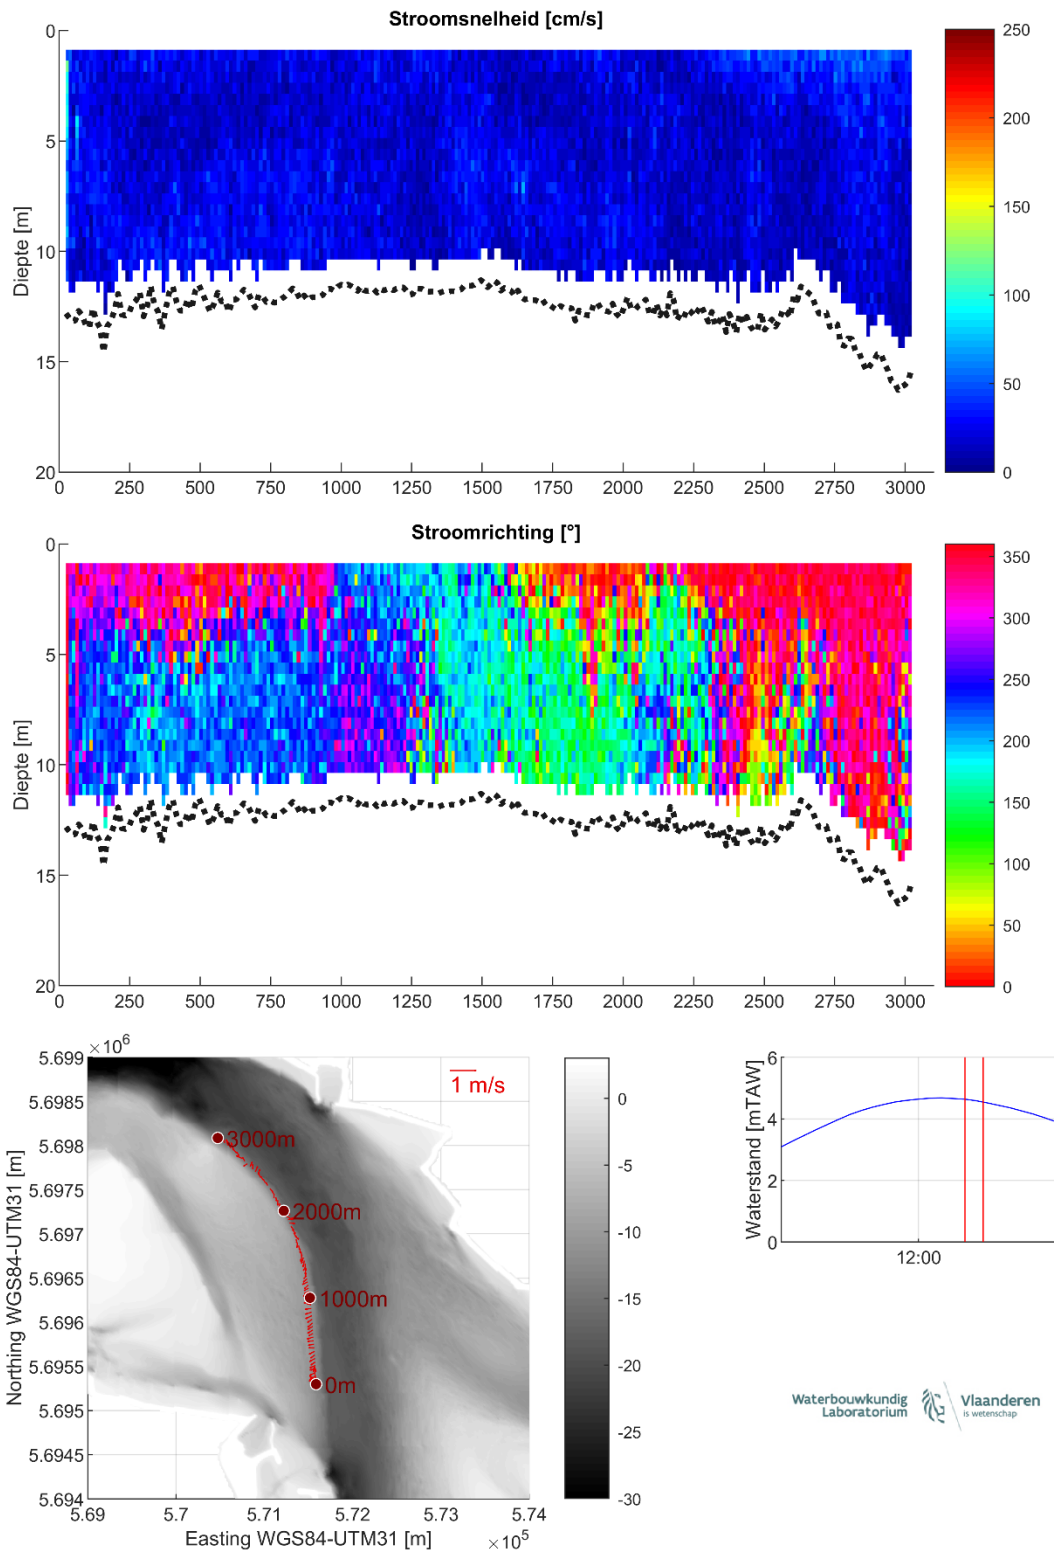 Stroomsnelheid [cm/s]
Diepte [m]
0
5
10
15
20
0 250 500 750 1000 1250 1500 1750 2000 2250 2500 2750 3000
250
200
150
100
50
0
Stroomrichting [°]
Diepte [m]
0
5
10
15
20
0 250 500 750 1000 1250 1500 1750 2000 2250 2500 2750 3000
350
300
250
200
150
100
50
0
×10⁶
Northing WGS84-UTM31 [m]
5.699
5.6985
5.698
5.6975
5.697
5.6965
5.696
5.6955
5.695
5.6945
5.694
1 m/s
3000m
2000m
1000m
0m
5.69 5.7 5.71 5.72 5.73 5.74
Easting WGS84-UTM31 [m]
×10⁵
0
-5
-10
-15
-20
-25
-30
Waterstand [mTAW]
6
4
2
0
12:00
Waterbouwkundig
Laboratorium
Vlaanderen
is wetenschap